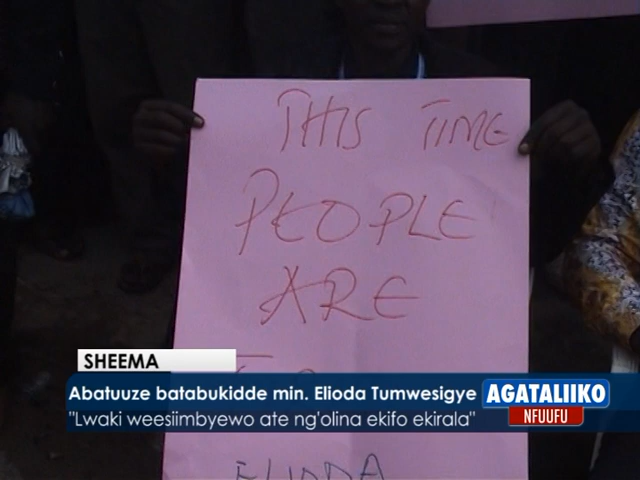 THIS TIME
PEOPLE
ARE
ELIODA
SHEEMA
Abatuuze batabukidde min. Elioda Tumwesigye
"Lwaki weesiimbyewo ate ng'olina ekifo ekirala"
AGATALIIKO
NFUUFU